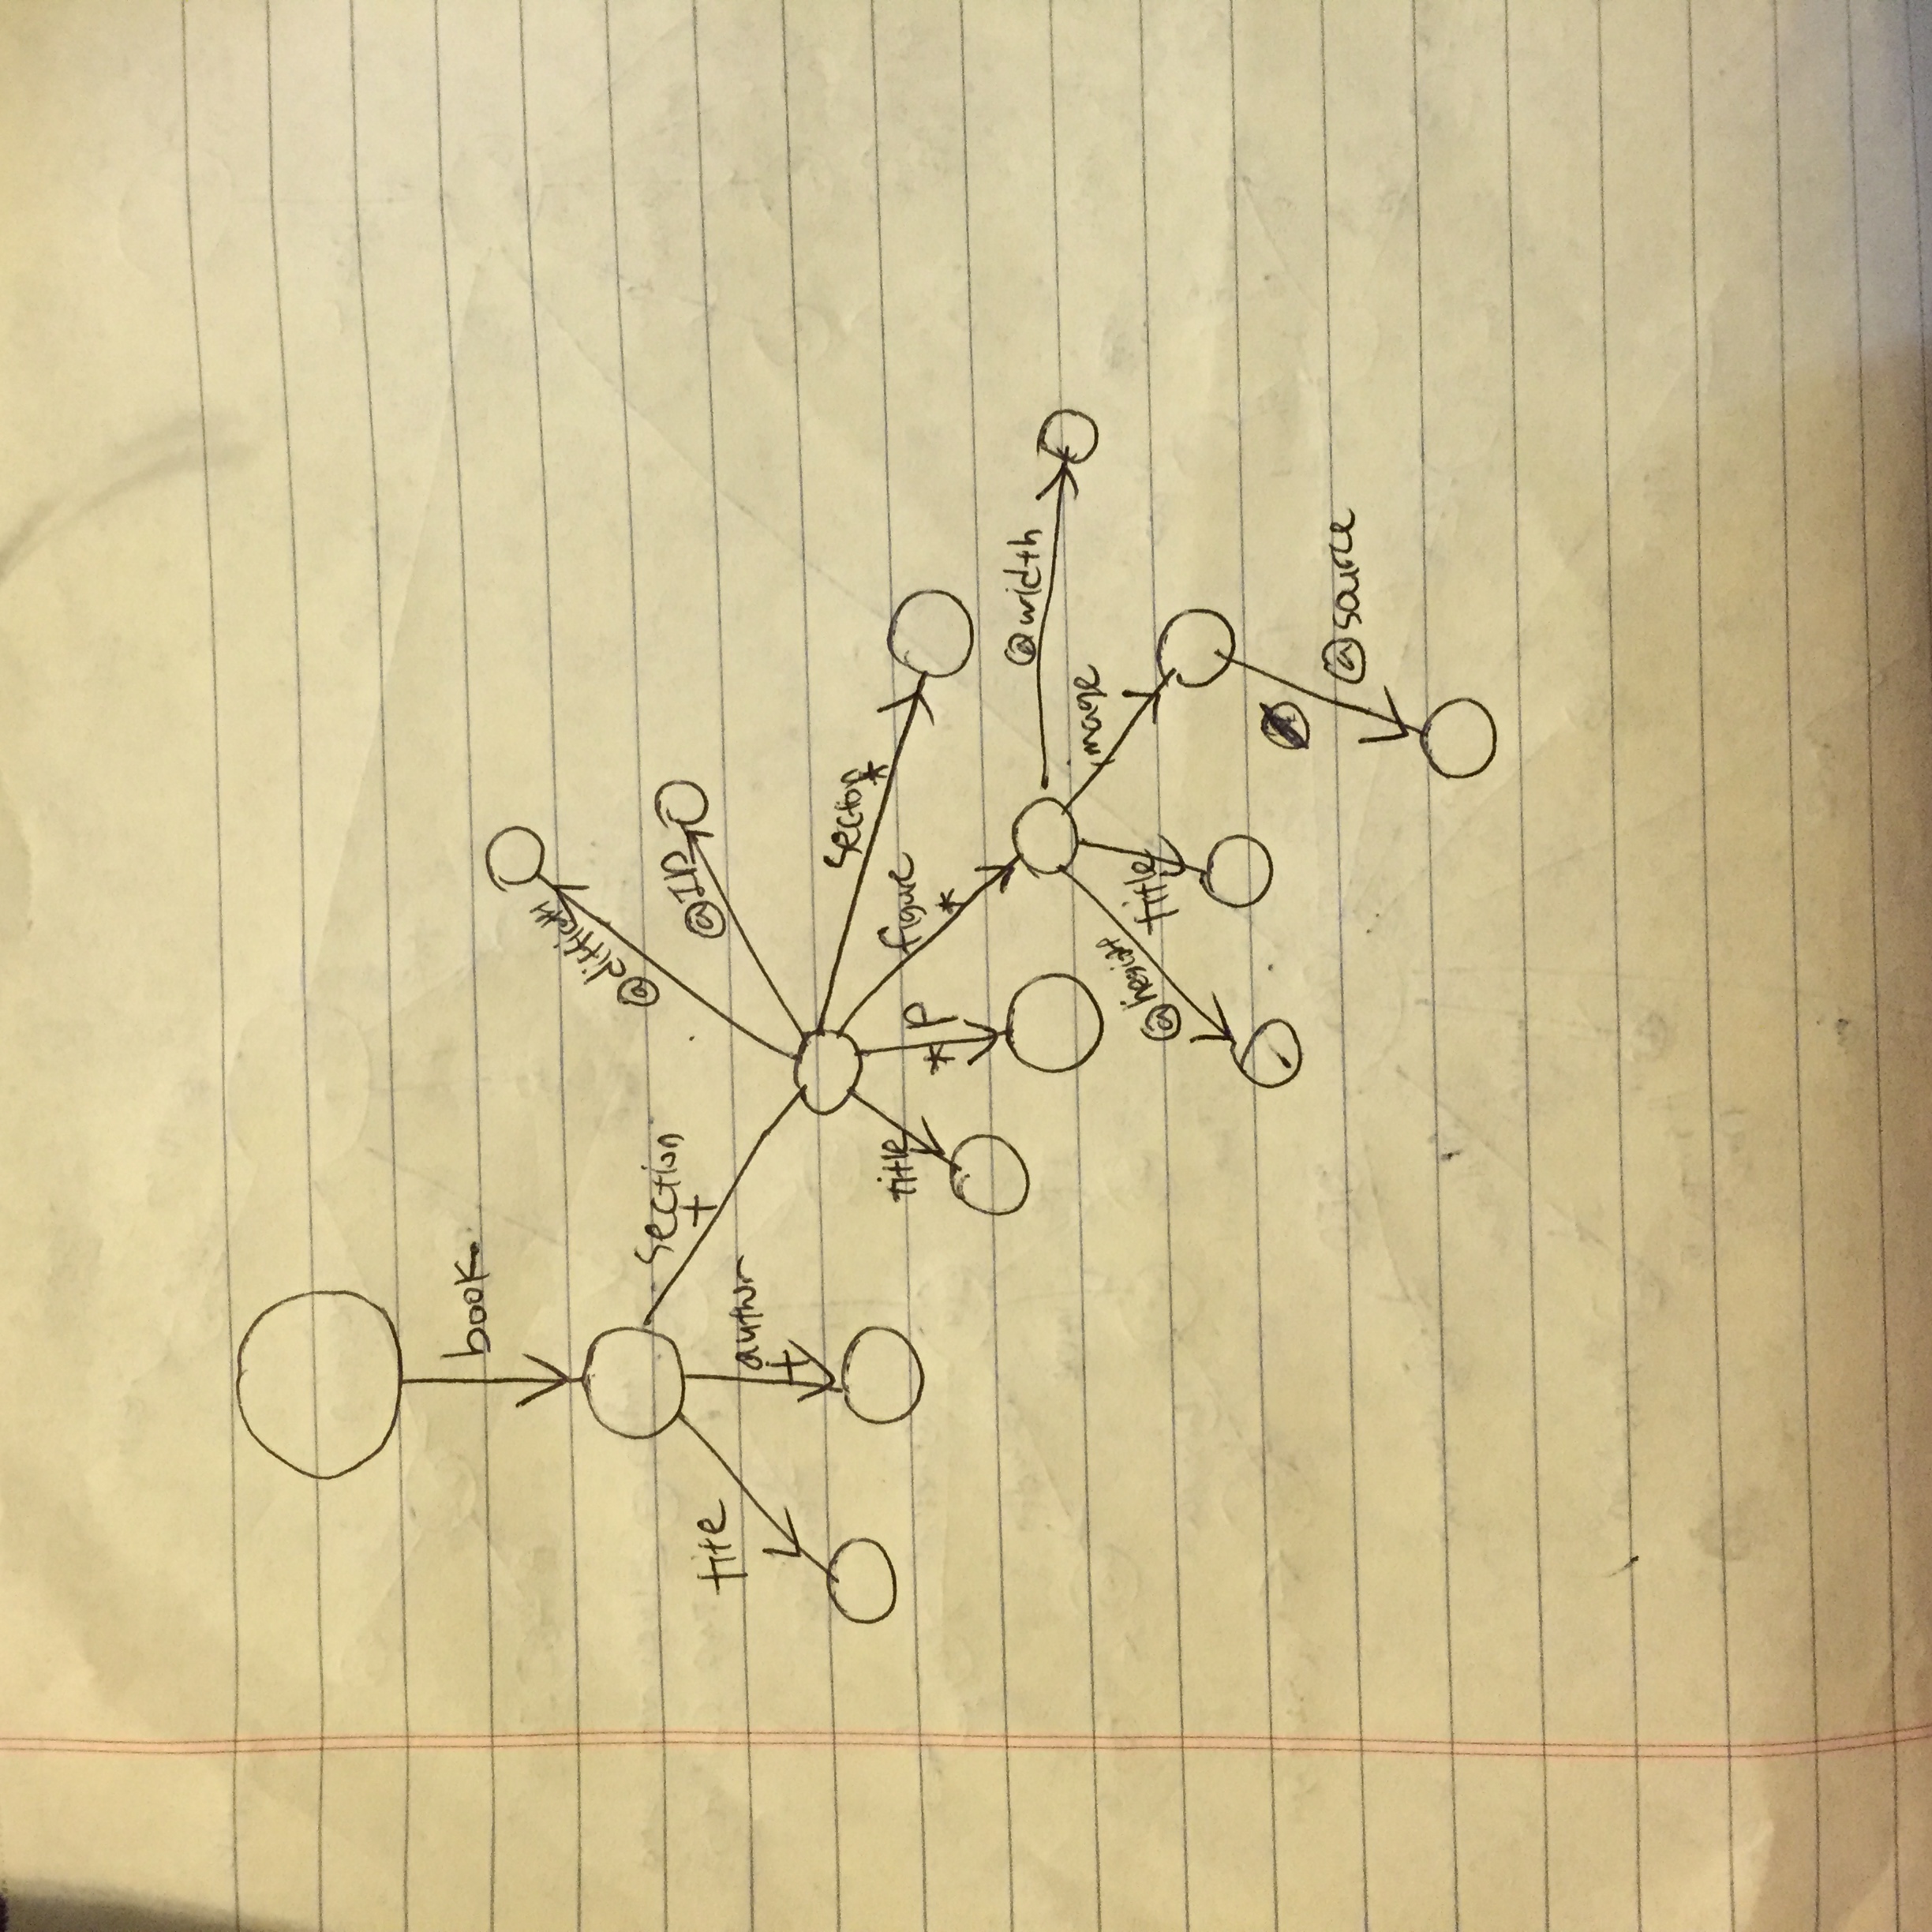 book
@difficulty
section
+
@ID
title
author
+
section
*
title
* P
figure
*
@width
image
@height
title
@source